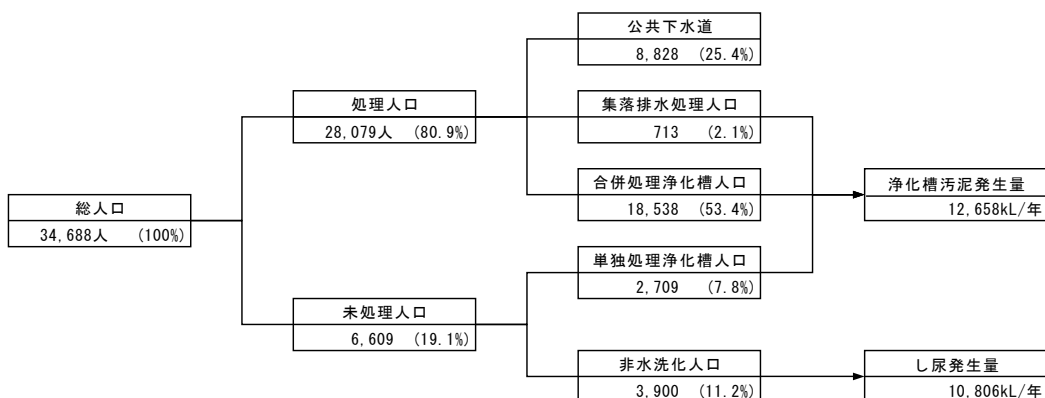 総人口
34,688人 (100%)
処理人口
28,079人 (80.9%)
未処理人口
6,609 (19.1%)
公共下水道
8,828 (25.4%)
集落排水処理人口
713 (2.1%)
合併処理浄化槽人口
18,538 (53.4%)
単独処理浄化槽人口
2,709 (7.8%)
非水洗化人口
3,900 (11.2%)
浄化槽汚泥発生量
12,658kL/年
し尿発生量
10,806kL/年